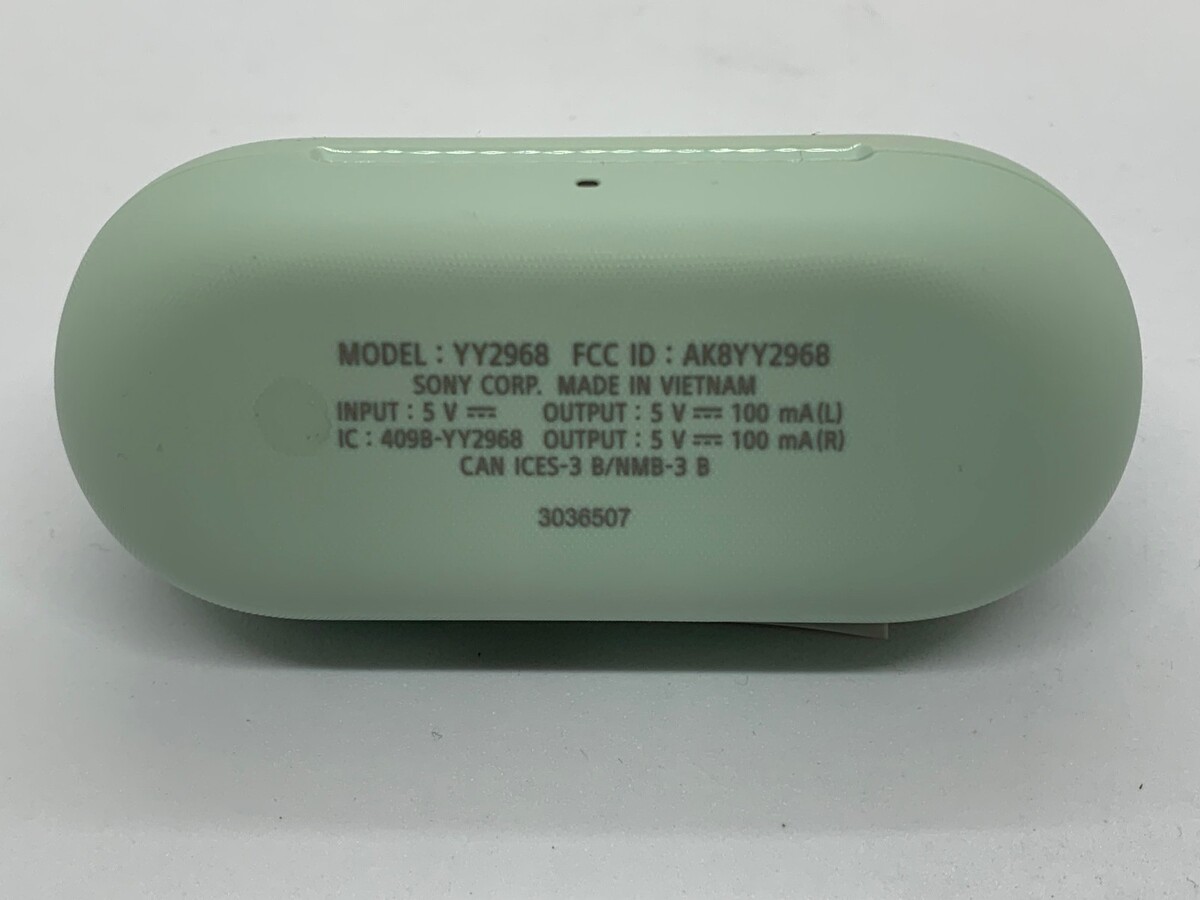 MODEL : YY2968 FCC ID : AK8YY2968
SONY CORP. MADE IN VIETNAM
INPUT : 5 V ⎓ OUTPUT : 5 V ⎓ 100 mA(L)
IC : 409B-YY2968 OUTPUT : 5 V ⎓ 100 mA(R)
CAN ICES-3 B/NMB-3 B
3036507